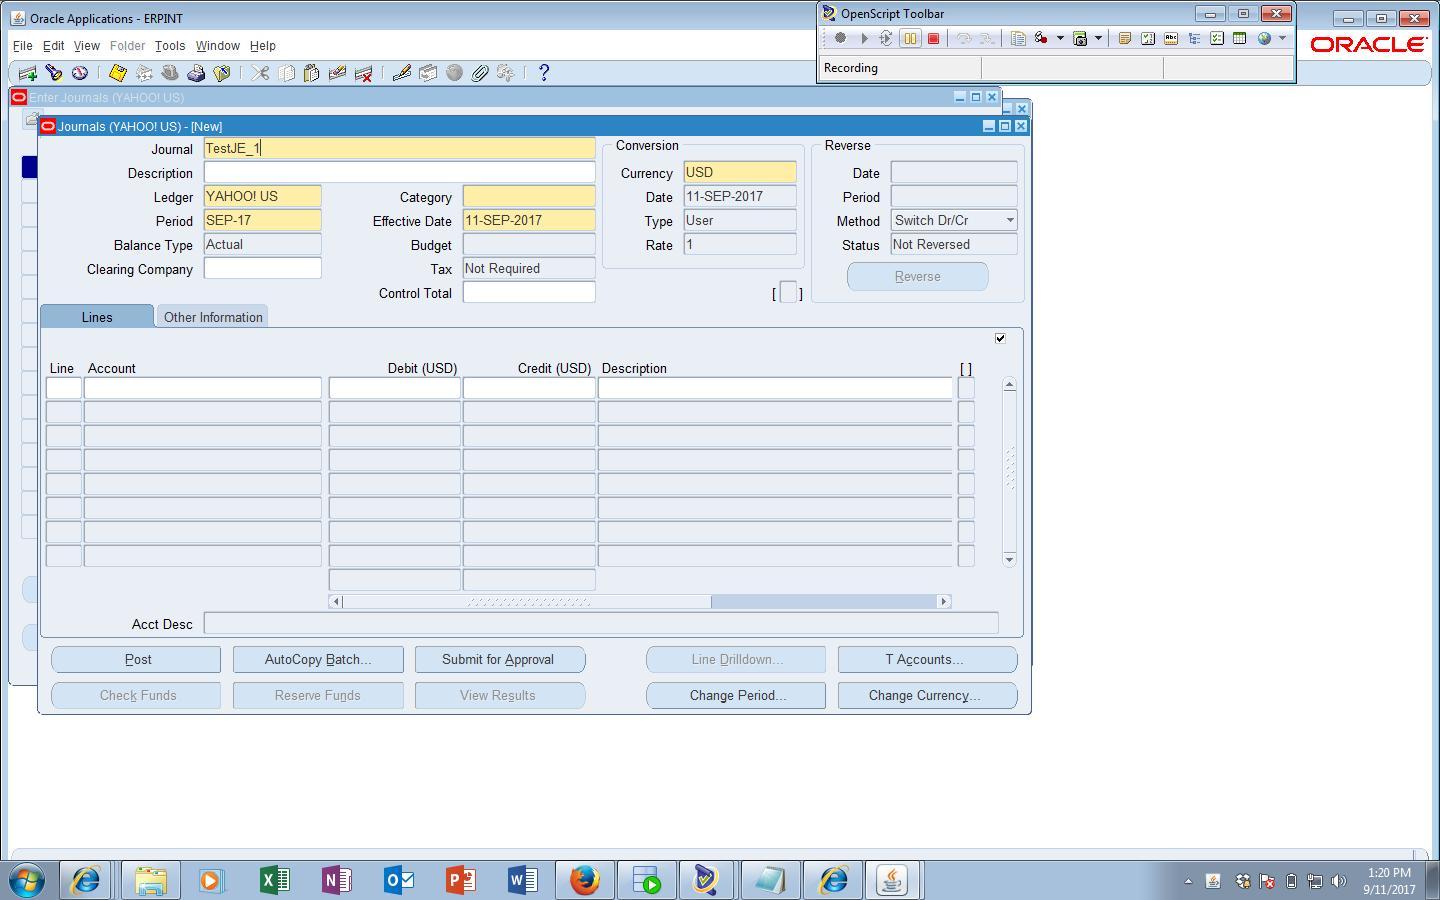 Oracle Applications - ERPINT
OpenScript Toolbar
File Edit View Folder Tools Window Help
ORACLE
Recording
Enter Journals (YAHOO! US)
Journals (YAHOO! US) - [New]
Journal TestJE_1
Description
Ledger YAHOO! US Category
Period SEP-17 Effective Date 11-SEP-2017
Balance Type Actual Budget
Clearing Company Tax Not Required
Control Total
Conversion
Currency USD
Date 11-SEP-2017
Type User
Rate 1
[ ]
Reverse
Date
Period
Method Switch Dr/Cr
Status Not Reversed
Reverse
Lines Other Information
Line Account Debit (USD) Credit (USD) Description [ ]
Acct Desc
Post AutoCopy Batch... Submit for Approval Line Drilldown... T Accounts...
Check Funds Reserve Funds View Results Change Period... Change Currency...
1:20 PM
9/11/2017